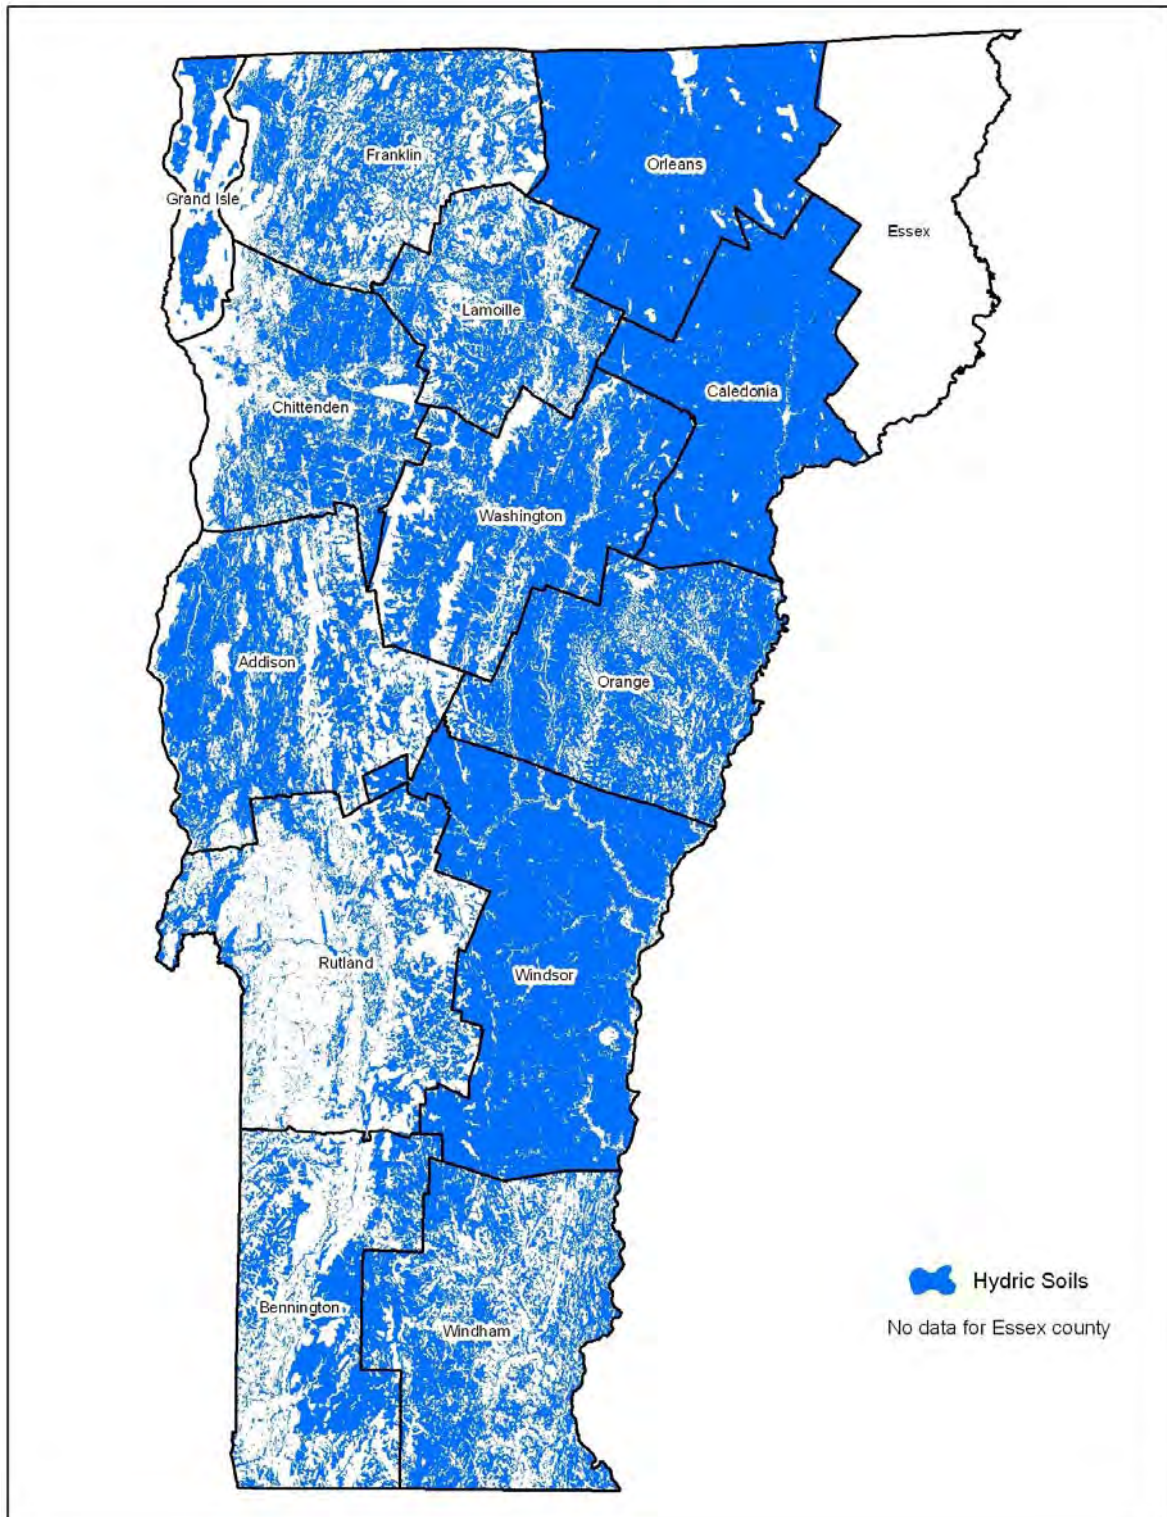 Franklin
Orleans
Grand Isle
Essex
Lamoille
Caledonia
Chittenden
Washington
Addison
Orange
Rutland
Windsor
Hydric Soils
Bennington
Windham
No data for Essex county